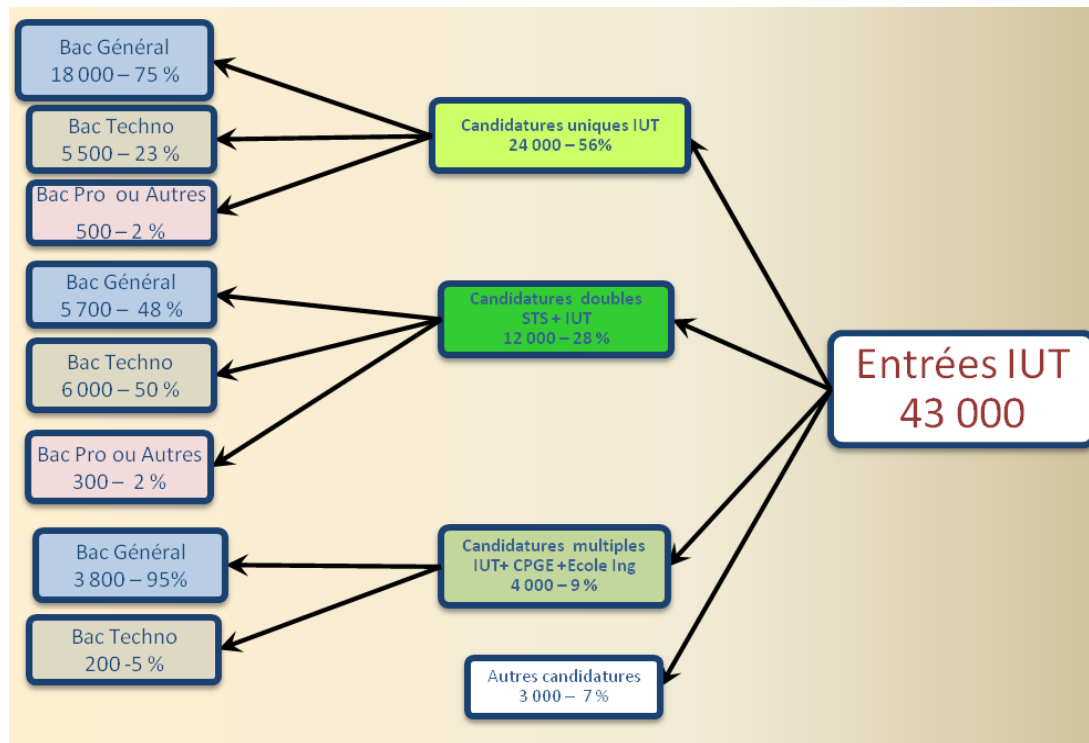 Bac Général
18 000 – 75 %
Bac Techno
5 500 – 23 %
Bac Pro ou Autres
500 – 2 %
Candidatures uniques IUT
24 000 – 56%
Bac Général
5 700 – 48 %
Bac Techno
6 000 – 50 %
Bac Pro ou Autres
300 – 2 %
Candidatures doubles
STS + IUT
12 000 – 28 %
Entrées IUT
43 000
Bac Général
3 800 – 95%
Bac Techno
200 -5 %
Candidatures multiples
IUT+ CPGE +Ecole Ing
4 000 – 9 %
Autres candidatures
3 000 – 7 %